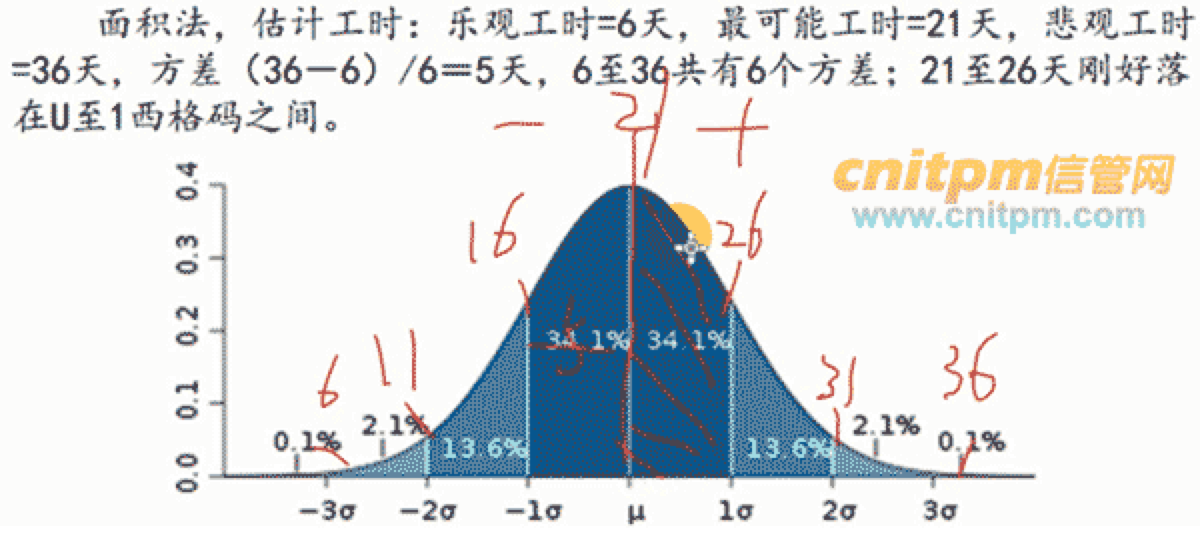 面积法，估计工时：乐观工时=6天，最可能工时=21天，悲观工时
=36天，方差（36—6）/6＝5天，6至36共有6个方差；21至26天刚好落
在U至1西格码之间。
— 21 +
cnitpm信管网
www.cnitpm.com
0.4
0.3
0.2
0.1
0.0
16
26
5
34.1% 34.1%
6 11 31 36
0.1% 2.1% 13.6% 13.6% 2.1% 0.1%
−3σ −2σ −1σ μ 1σ 2σ 3σ